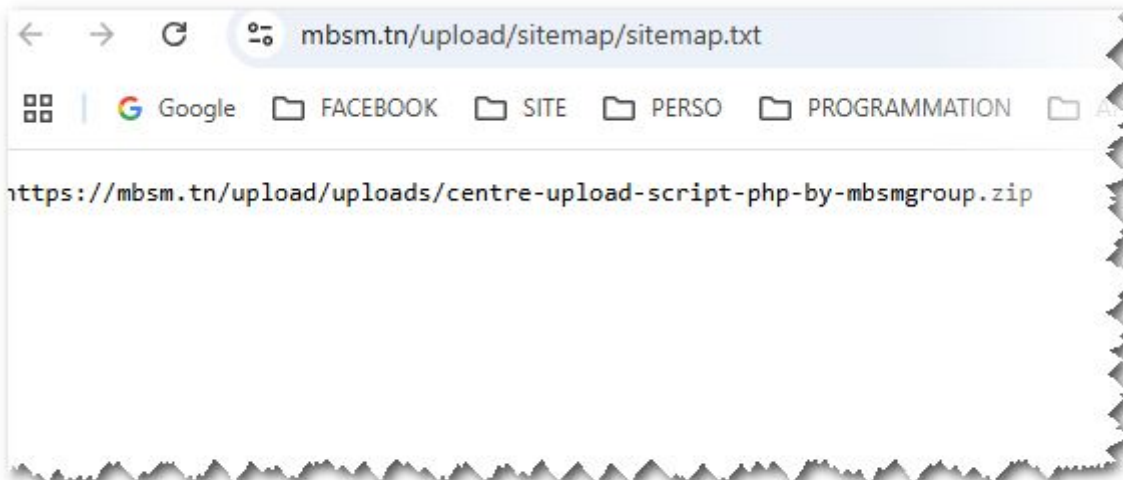 mbsm.tn/upload/sitemap/sitemap.txt
Google FACEBOOK SITE PERSO PROGRAMMATION
https://mbsm.tn/upload/uploads/centre-upload-script-php-by-mbsmgroup.zip